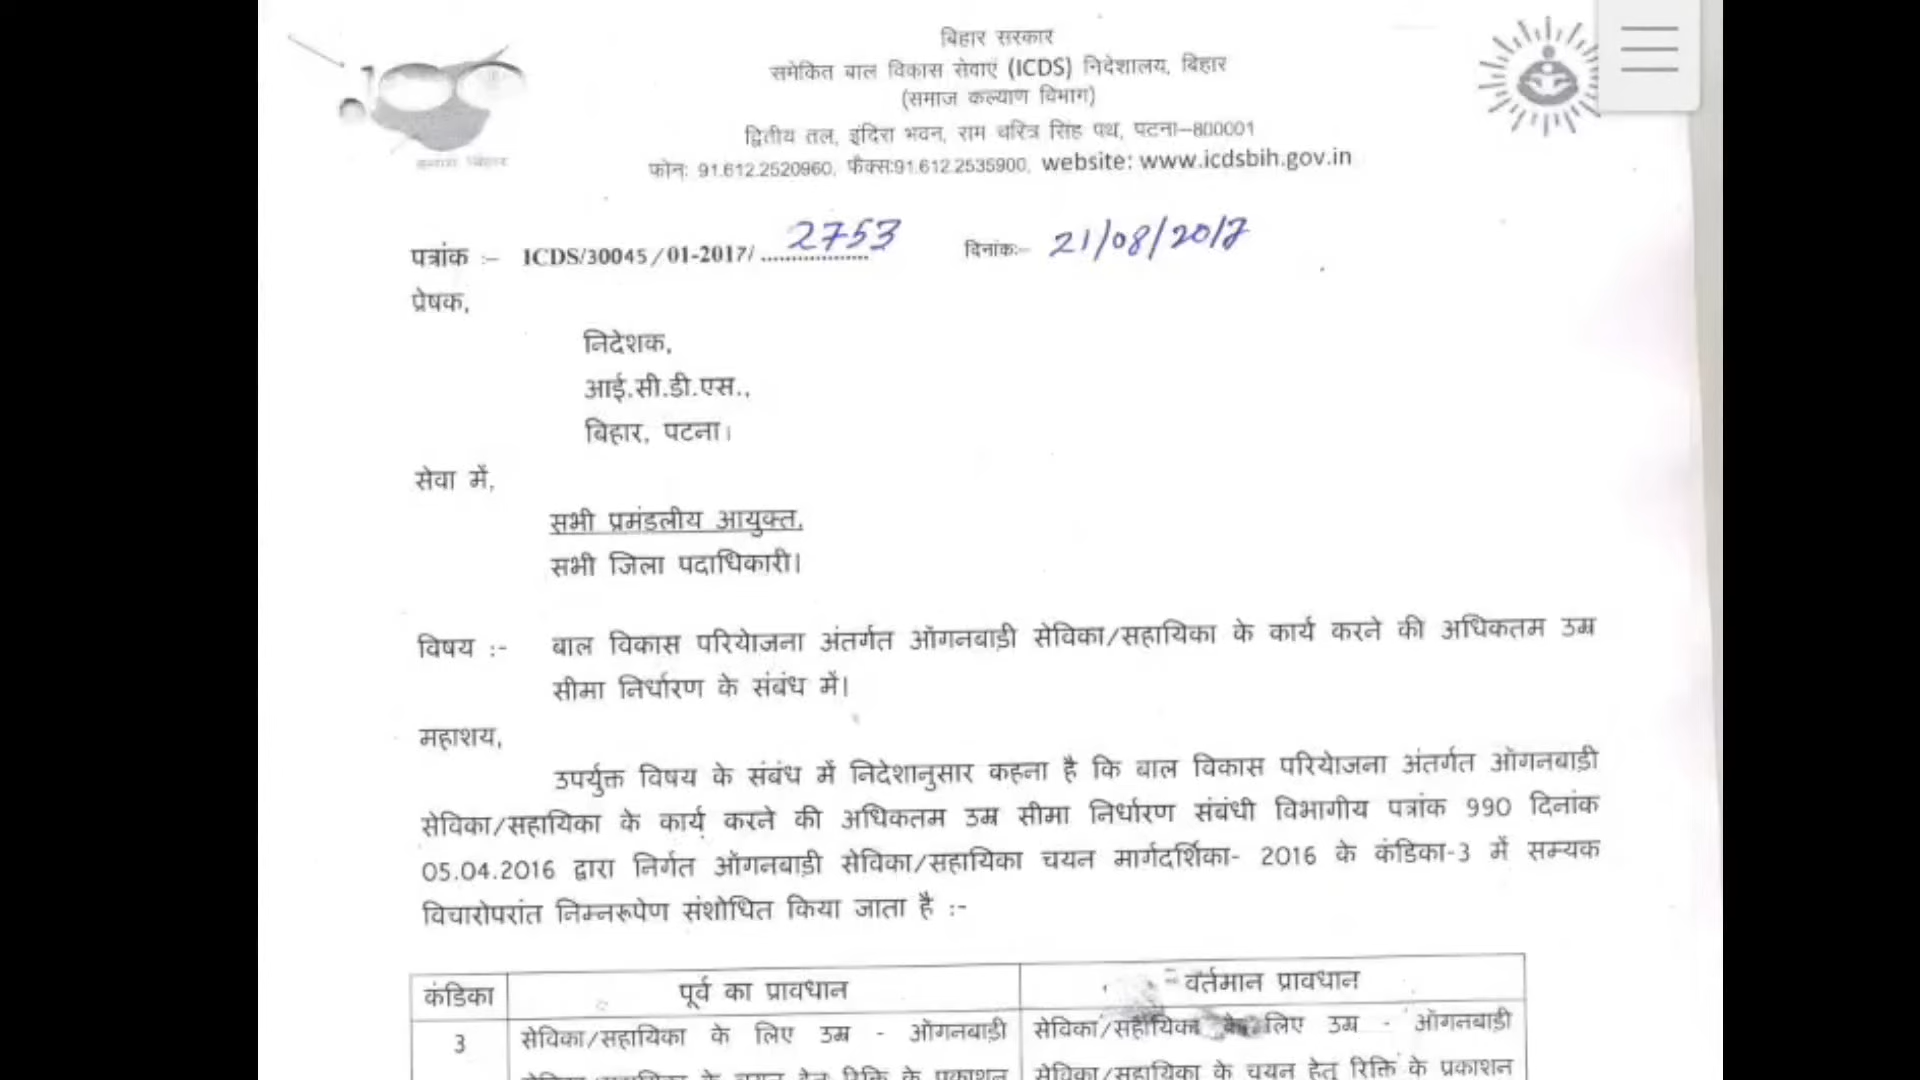 बिहार सरकार
समेकित बाल विकास सेवाएं (ICDS) निदेशालय, बिहार
(समाज कल्याण विभाग)
द्वितीय तल, इंदिरा भवन, राम चरित्र सिंह पथ, पटना–800001
फोन: 91.612.2520960, फैक्स:91.612.2535900, website: www.icdsbih.gov.in
पत्रांक :– ICDS/30045/01-2017/ 2753 दिनांक:– 21/08/2017
प्रेषक,
निदेशक,
आई.सी.डी.एस.,
बिहार, पटना।
सेवा में,
सभी प्रमंडलीय आयुक्त,
सभी जिला पदाधिकारी।
विषय :- बाल विकास परियोजना अंतर्गत ऑगनबाड़ी सेविका/सहायिका के कार्य करने की अधिकतम उम्र
सीमा निर्धारण के संबंध में।
महाशय,
उपर्युक्त विषय के संबंध में निदेशानुसार कहना है कि बाल विकास परियोजना अंतर्गत ऑगनबाड़ी
सेविका/सहायिका के कार्य करने की अधिकतम उम्र सीमा निर्धारण संबंधी विभागीय पत्रांक 990 दिनांक
05.04.2016 द्वारा निर्गत ऑगनबाड़ी सेविका/सहायिका चयन मार्गदर्शिका- 2016 के कंडिका-3 में सम्यक
विचारोपरांत निम्नरूपेण संशोधित किया जाता है :-
कंडिका पूर्व का प्रावधान वर्तमान प्रावधान
3 सेविका/सहायिका के लिए उम्र - ऑगनबाड़ी सेविका/सहायिका के लिए उम्र - ऑगनबाड़ी
सेविका/सहायिका के चयन हेतु रिक्ति के प्रकाशन सेविका/सहायिका के चयन हेतु रिक्ति के प्रकाशन